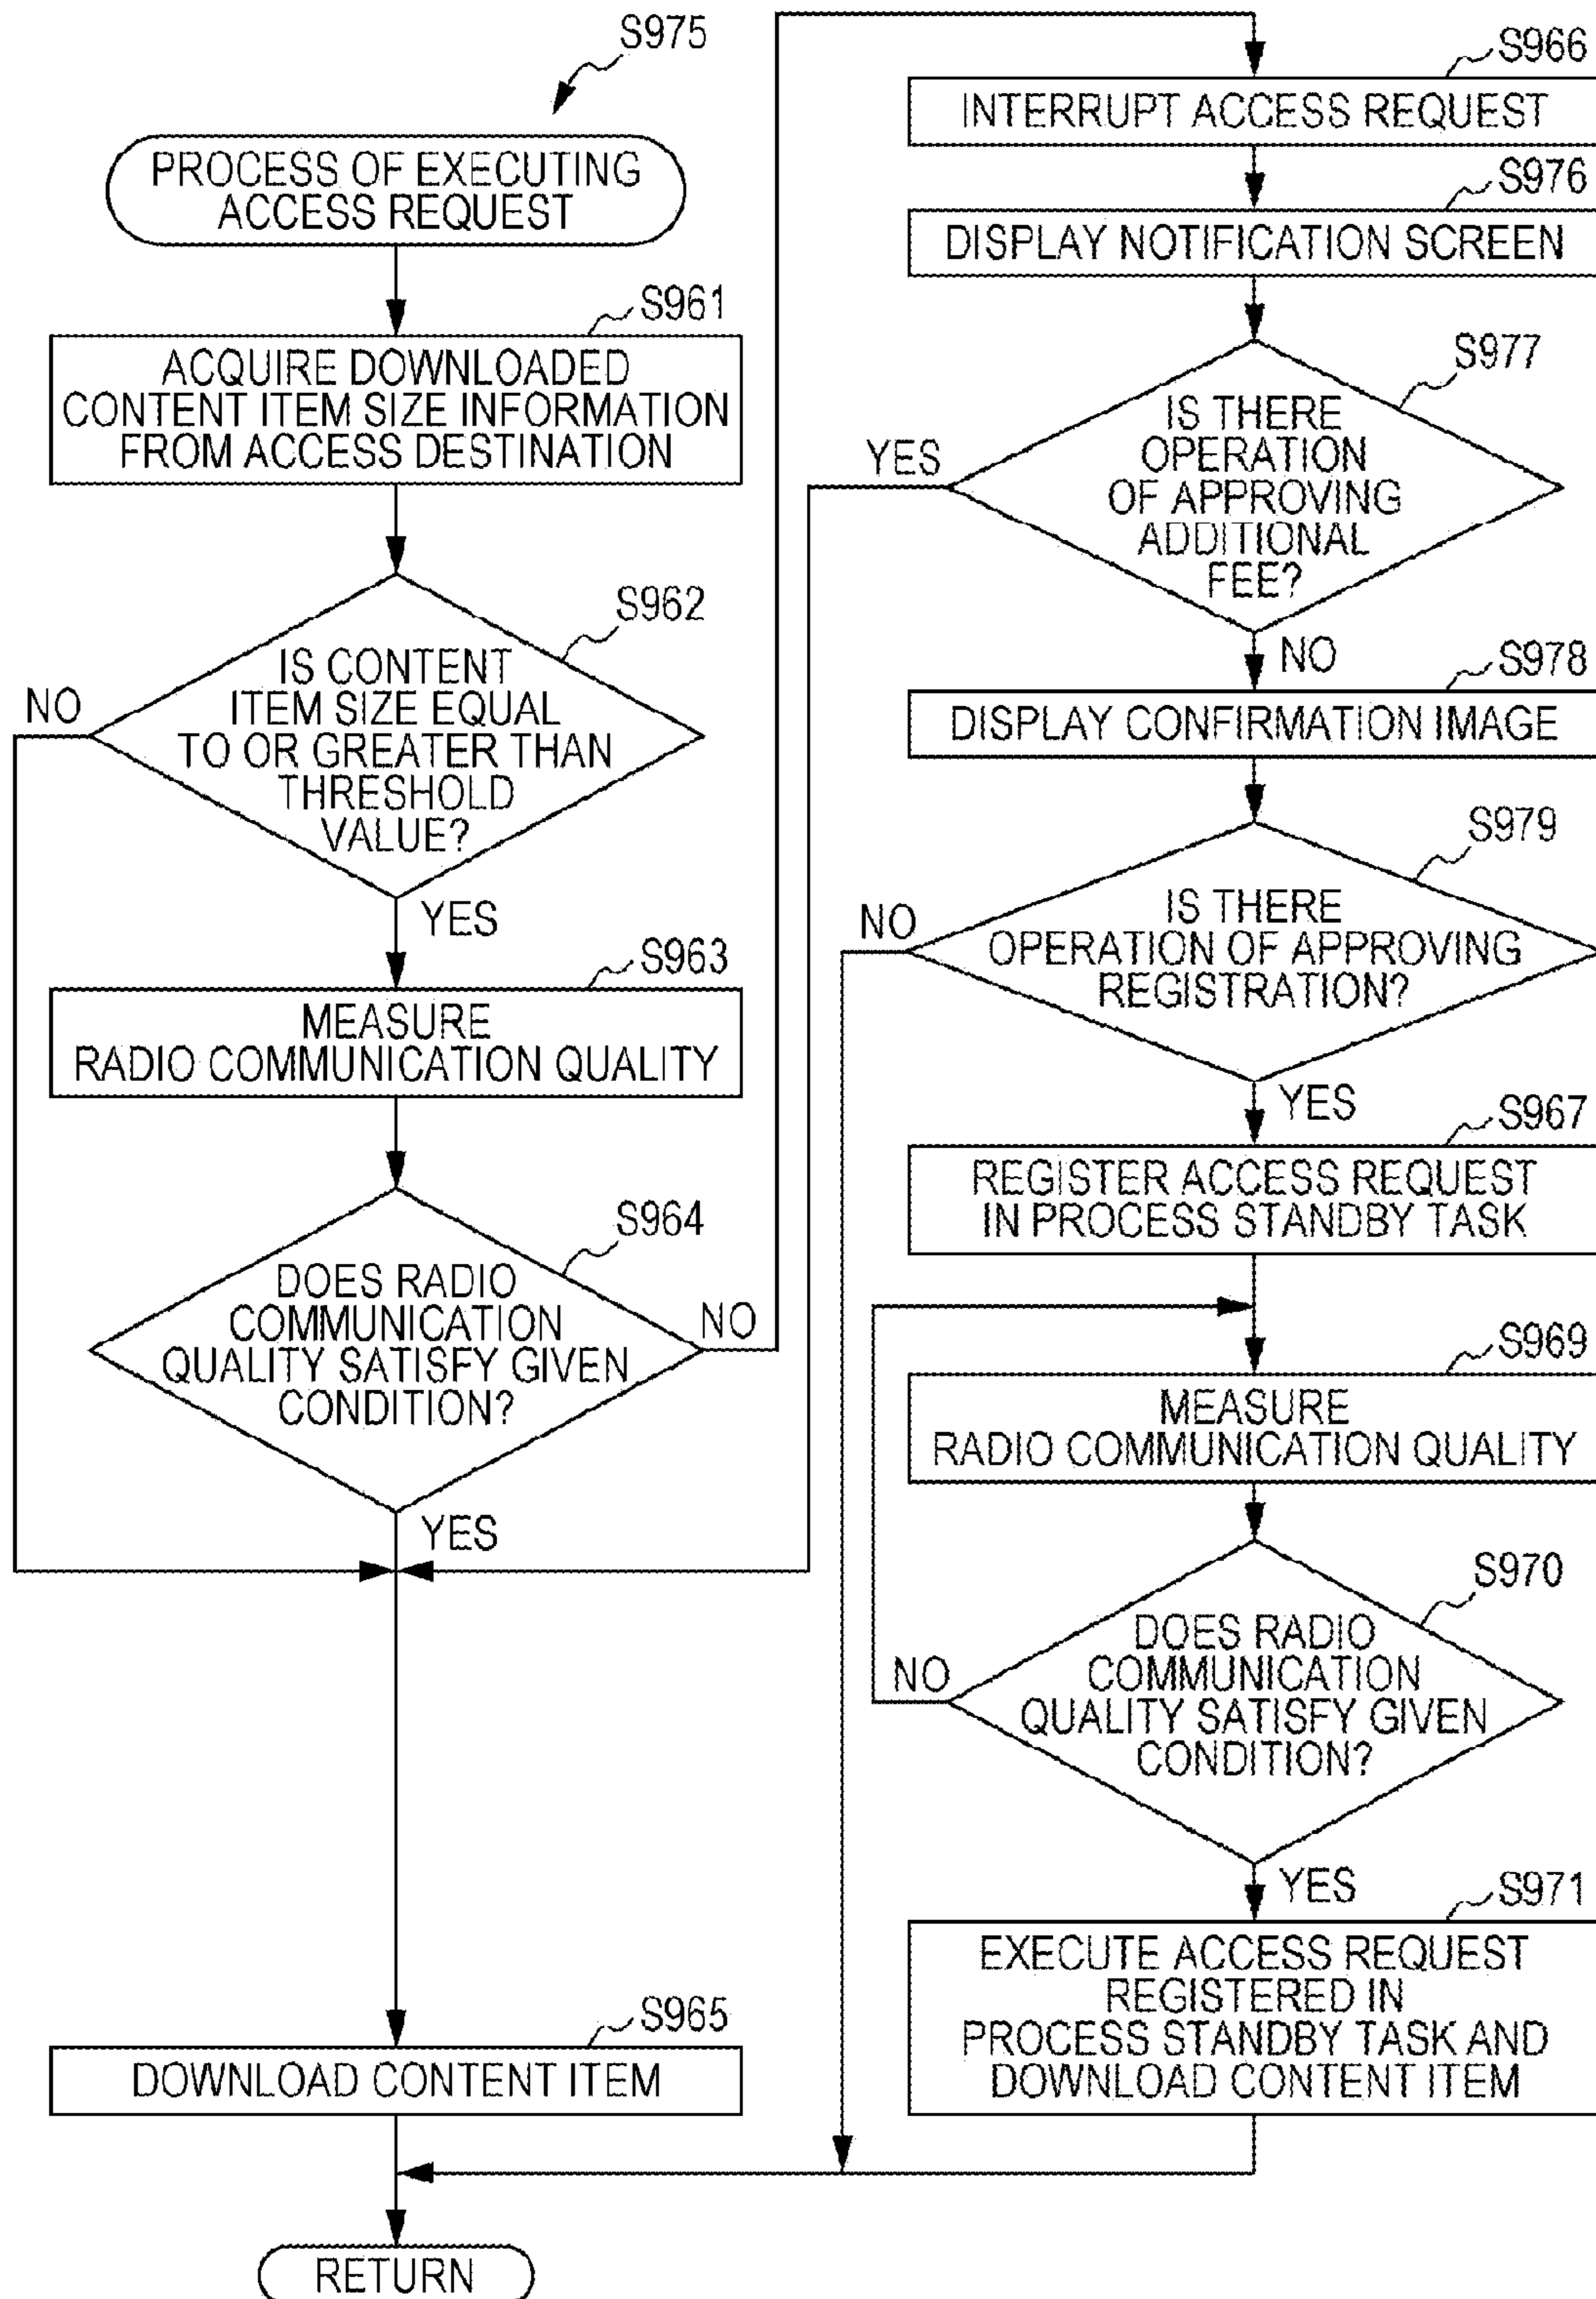 S975
PROCESS OF EXECUTING
ACCESS REQUEST
S961
ACQUIRE DOWNLOADED
CONTENT ITEM SIZE INFORMATION
FROM ACCESS DESTINATION
S962
IS CONTENT
ITEM SIZE EQUAL
TO OR GREATER THAN
THRESHOLD
VALUE?
NO
YES
S963
MEASURE
RADIO COMMUNICATION QUALITY
S964
DOES RADIO
COMMUNICATION
QUALITY SATISFY GIVEN
CONDITION?
NO
YES
S965
DOWNLOAD CONTENT ITEM
RETURN
S966
INTERRUPT ACCESS REQUEST
S976
DISPLAY NOTIFICATION SCREEN
S977
IS THERE
OPERATION
OF APPROVING
ADDITIONAL
FEE?
YES
NO
S978
DISPLAY CONFIRMATION IMAGE
S979
IS THERE
OPERATION OF APPROVING
REGISTRATION?
NO
YES
S967
REGISTER ACCESS REQUEST
IN PROCESS STANDBY TASK
S969
MEASURE
RADIO COMMUNICATION QUALITY
S970
DOES RADIO
COMMUNICATION
QUALITY SATISFY GIVEN
CONDITION?
NO
YES
S971
EXECUTE ACCESS REQUEST
REGISTERED IN
PROCESS STANDBY TASK AND
DOWNLOAD CONTENT ITEM